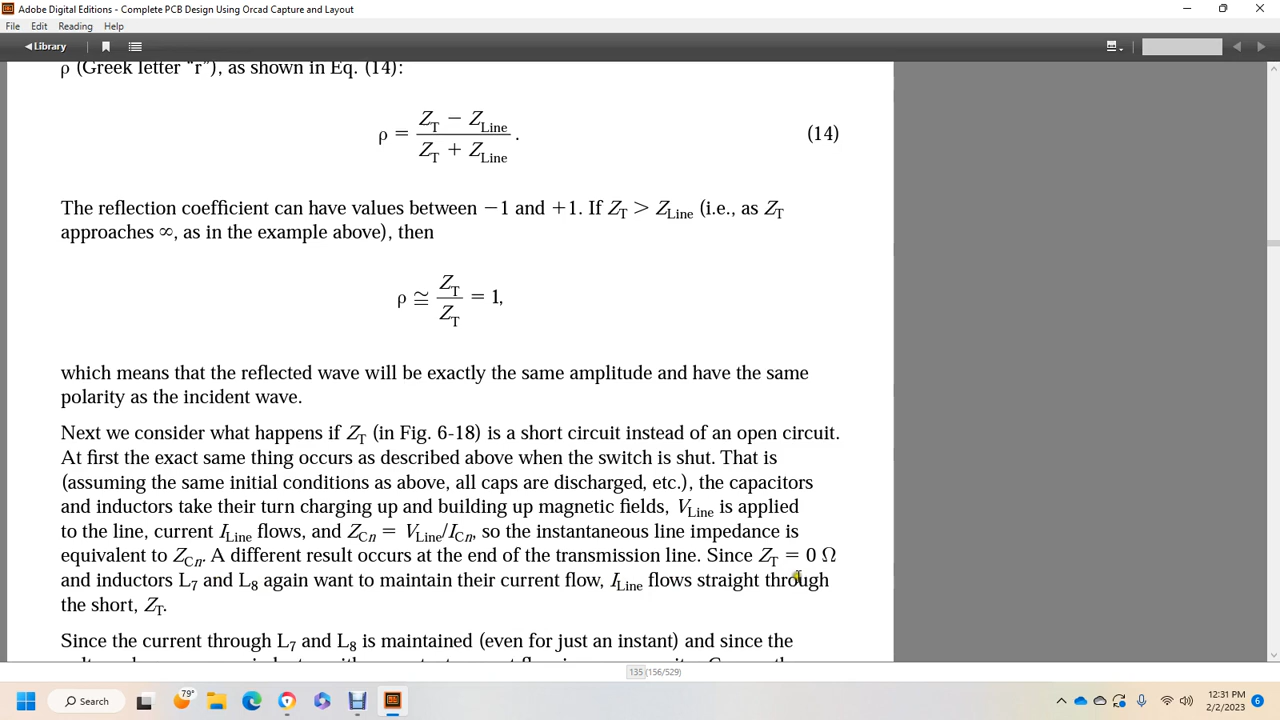 Adobe Digital Editions - Complete PCB Design Using Orcad Capture and Layout
File Edit Reading Help
◀ Library
ρ (Greek letter “r”), as shown in Eq. (14):
ρ = (Z_T − Z_Line) / (Z_T + Z_Line) . (14)
The reflection coefficient can have values between −1 and +1. If Z_T > Z_Line (i.e., as Z_T
approaches ∞, as in the example above), then
ρ ≅ Z_T / Z_T = 1,
which means that the reflected wave will be exactly the same amplitude and have the same
polarity as the incident wave.
Next we consider what happens if Z_T (in Fig. 6-18) is a short circuit instead of an open circuit.
At first the exact same thing occurs as described above when the switch is shut. That is
(assuming the same initial conditions as above, all caps are discharged, etc.), the capacitors
and inductors take their turn charging up and building up magnetic fields, V_Line is applied
to the line, current I_Line flows, and Z_Cn = V_Line/I_Cn, so the instantaneous line impedance is
equivalent to Z_Cn. A different result occurs at the end of the transmission line. Since Z_T = 0 Ω
and inductors L₇ and L₈ again want to maintain their current flow, I_Line flows straight through
the short, Z_T.
Since the current through L₇ and L₈ is maintained (even for just an instant) and since the
135 (156/529)
79°
Search
12:31 PM
2/2/2023
6